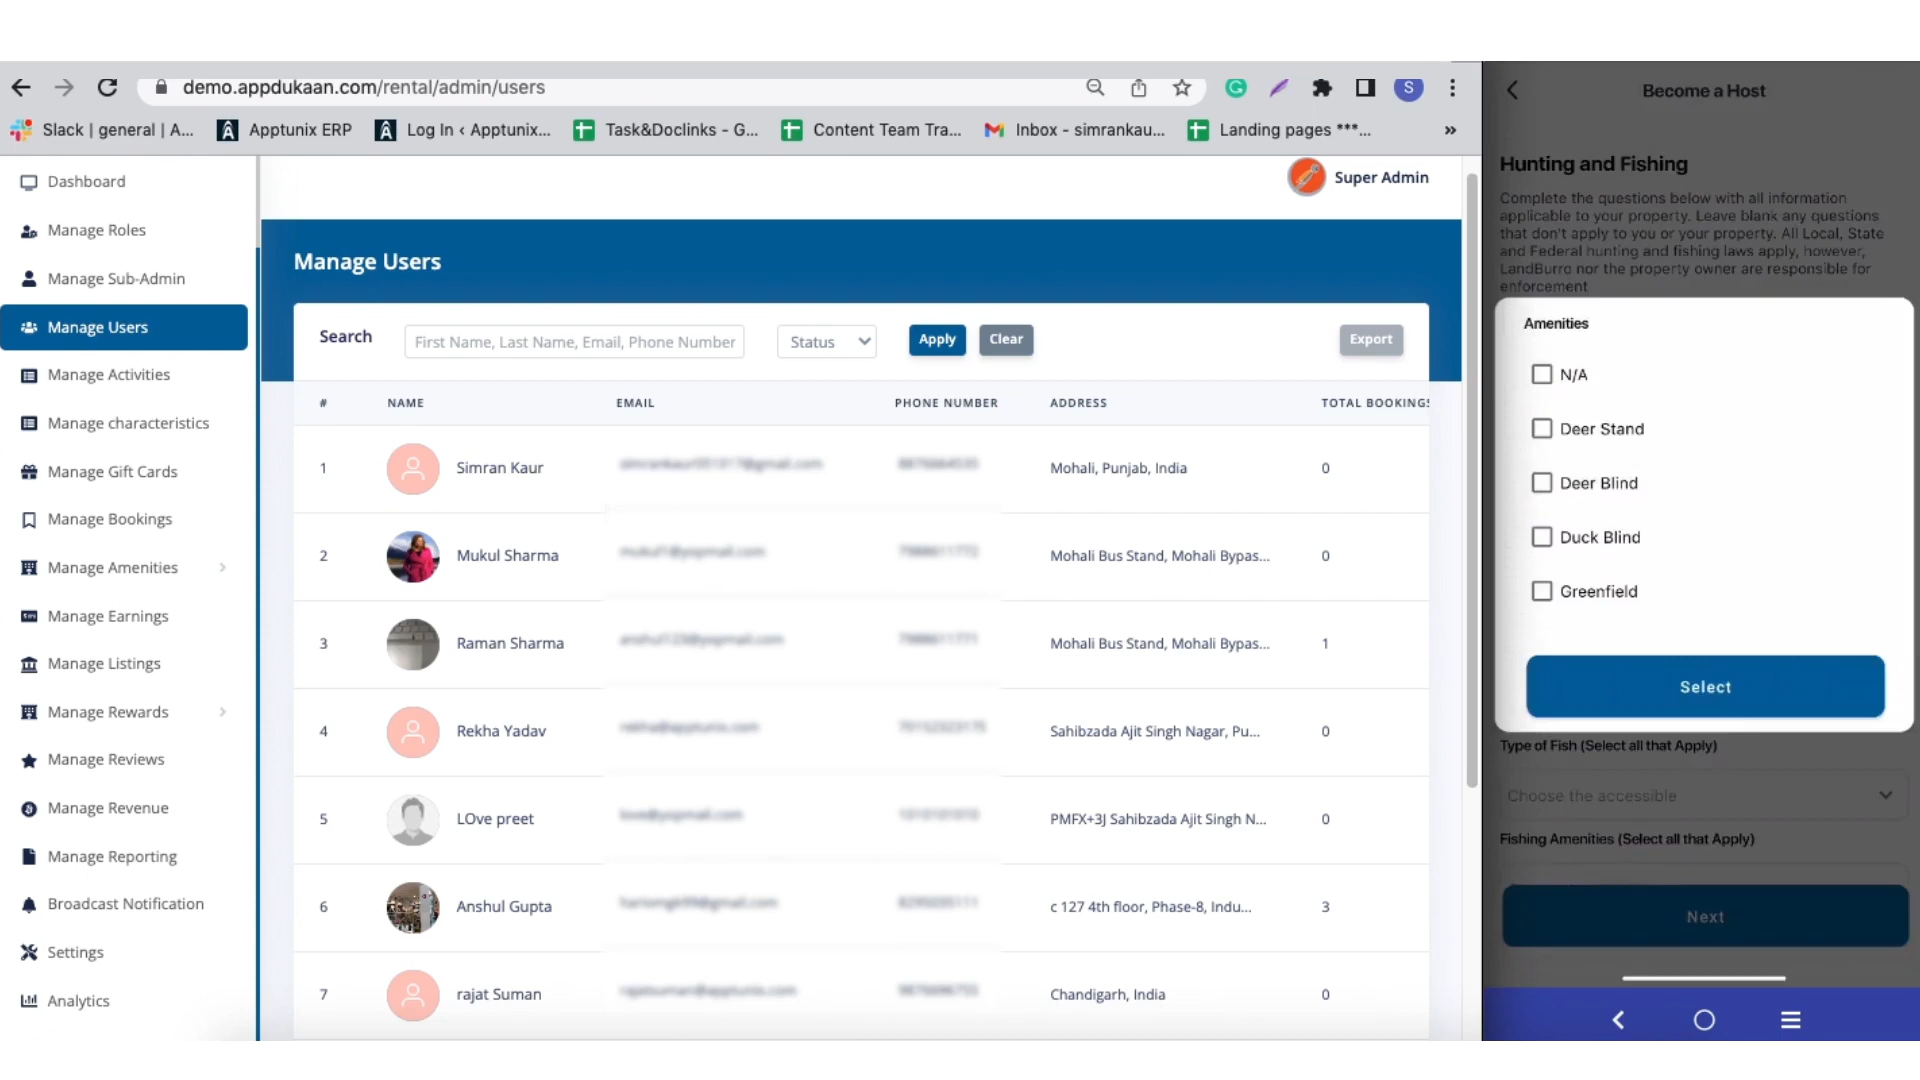 demo.appdukaan.com/rental/admin/users
S
Slack | general | A...
Apptunix ERP
Log In ‹ Apptunix...
Task&Doclinks - G...
Content Team Tra...
Inbox - simrankau...
Landing pages ***...
»
Dashboard
Manage Roles
Manage Sub-Admin
Manage Users
Manage Activities
Manage characteristics
Manage Gift Cards
Manage Bookings
Manage Amenities
Manage Earnings
Manage Listings
Manage Rewards
Manage Reviews
Manage Revenue
Manage Reporting
Broadcast Notification
Settings
Analytics
Super Admin
Manage Users
Search
First Name, Last Name, Email, Phone Number
Status
Apply
Clear
Export
# NAME EMAIL PHONE NUMBER ADDRESS TOTAL BOOKINGS
1 Simran Kaur Mohali, Punjab, India 0
2 Mukul Sharma Mohali Bus Stand, Mohali Bypas... 0
3 Raman Sharma Mohali Bus Stand, Mohali Bypas... 1
4 Rekha Yadav Sahibzada Ajit Singh Nagar, Pu... 0
5 LOve preet PMFX+3J Sahibzada Ajit Singh N... 0
6 Anshul Gupta c 127 4th floor, Phase-8, Indu... 3
7 rajat Suman Chandigarh, India 0
Become a Host
Hunting and Fishing
Complete the questions below with all information
applicable to your property. Leave blank any questions
that don't apply to you or your property. All Local, State
and Federal hunting and fishing laws apply, however,
LandBurro nor the property owner are responsible for
enforcement
Amenities
N/A
Deer Stand
Deer Blind
Duck Blind
Greenfield
Select
Type of Fish (Select all that Apply)
Choose the accessible
Fishing Amenities (Select all that Apply)
Next